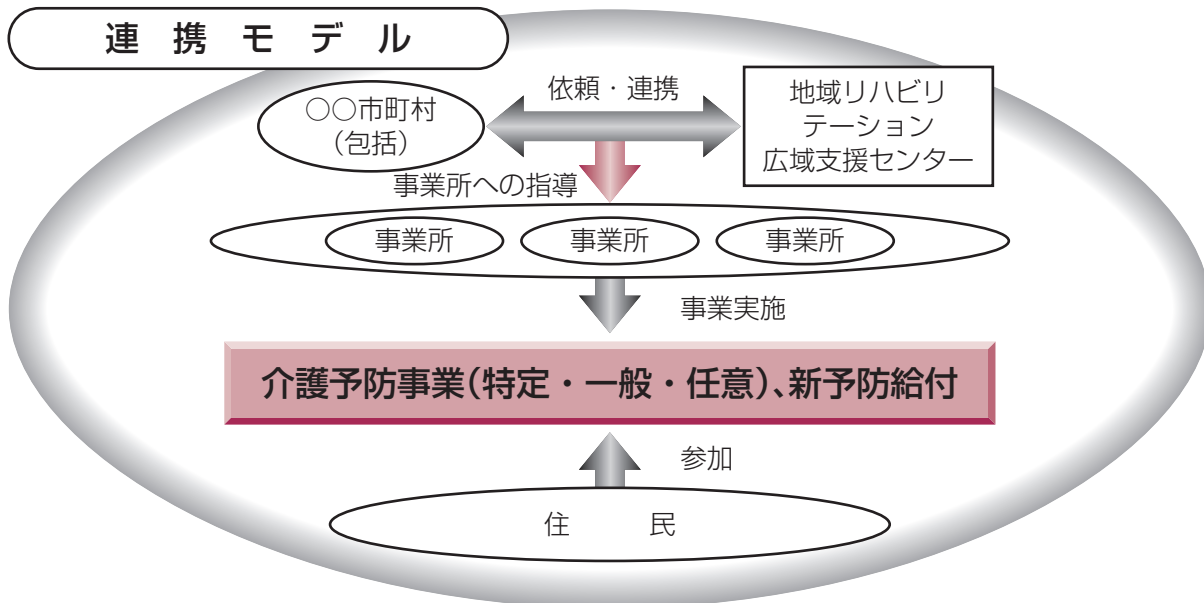 連携モデル
依頼・連携
○○市町村
(包括)
地域リハビリ
テーション
広域支援センター
事業所への指導
事業所 事業所 事業所
事業実施
介護予防事業(特定・一般・任意)、新予防給付
参加
住民